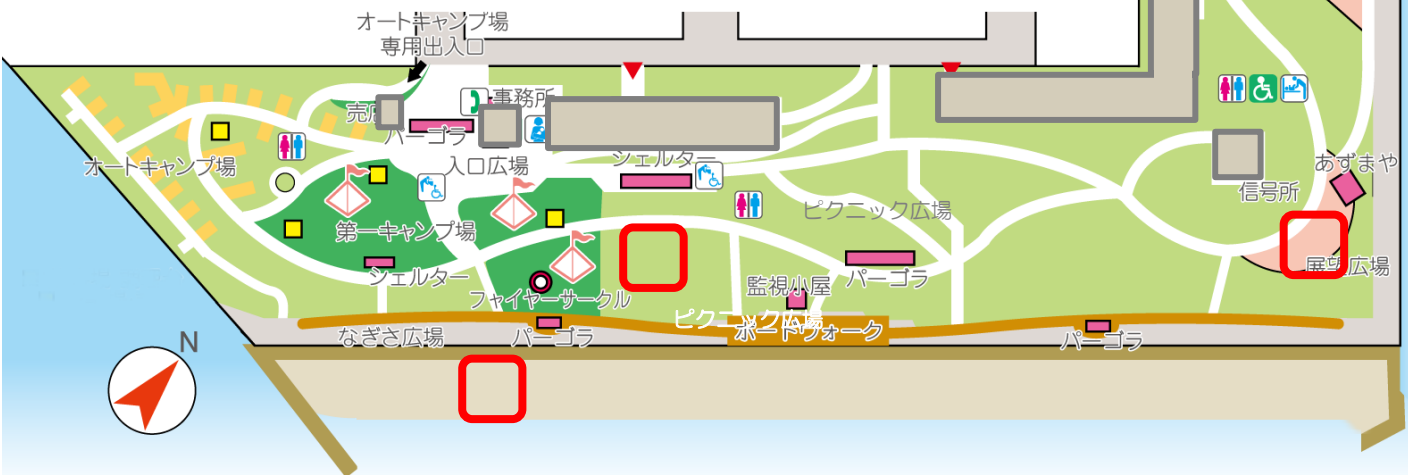 オートキャンプ場
専用出入口
事務所
売店
パーゴラ
入口広場
シェルター
オートキャンプ場
あずまや
信号所
ピクニック広場
第一キャンプ場
シェルター
展望広場
パーゴラ
監視小屋
ファイヤーサークル
ピクニック広場
ボードウォーク
なぎさ広場
パーゴラ
パーゴラ
N